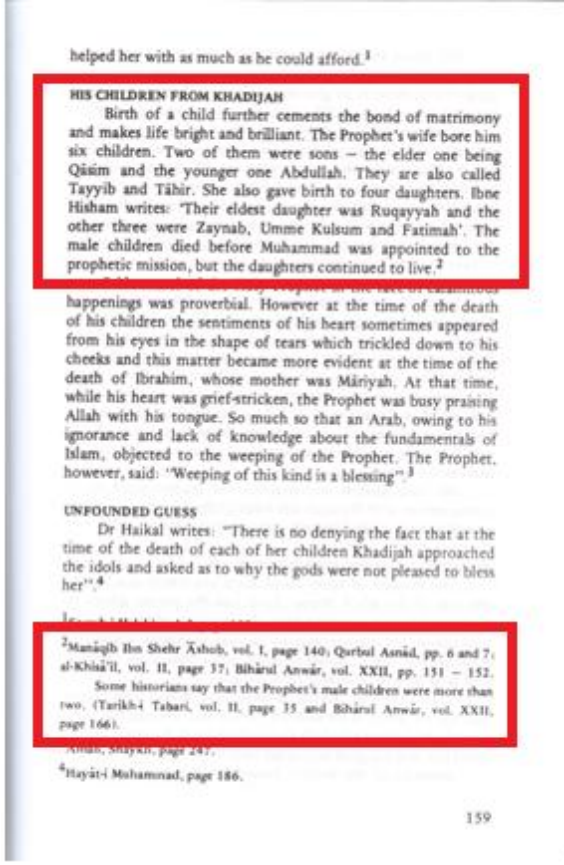 helped her with as much as he could afford.¹
HIS CHILDREN FROM KHADIJAH
Birth of a child further cements the bond of matrimony
and makes life bright and brilliant. The Prophet's wife bore him
six children. Two of them were sons — the elder one being
Qāsim and the younger one Abdullah. They are also called
Tayyib and Tāhir. She also gave birth to four daughters. Ibne
Hisham writes: 'Their eldest daughter was Ruqayyah and the
other three were Zaynab, Umme Kulsum and Fatimah'. The
male children died before Muhammad was appointed to the
prophetic mission, but the daughters continued to live.²
happenings was proverbial. However at the time of the death
of his children the sentiments of his heart sometimes appeared
from his eyes in the shape of tears which trickled down to his
cheeks and this matter became more evident at the time of the
death of Ibrahim, whose mother was Māriyah. At that time,
while his heart was grief-stricken, the Prophet was busy praising
Allah with his tongue. So much so that an Arab, owing to his
ignorance and lack of knowledge about the fundamentals of
Islam, objected to the weeping of the Prophet. The Prophet,
however, said: "Weeping of this kind is a blessing".³
UNFOUNDED GUESS
Dr Haikal writes: "There is no denying the fact that at the
time of the death of each of her children Khadijah approached
the idols and asked as to why the gods were not pleased to bless
her".⁴
²Manāqib Ibn Shehr Āshob, vol. I, page 140; Qurbul Asnād, pp. 6 and 7;
al-Khisā'il, vol. II, page 37; Bihārul Anwār, vol. XXII, pp. 151 — 152.
Some historians say that the Prophet's male children were more than
two. (Tarikh-i Tabari, vol. II, page 35 and Bihārul Anwār, vol. XXII,
page 166).
Shaykh, page 247.
⁴Hayāt-i Muhammad, page 186.
159